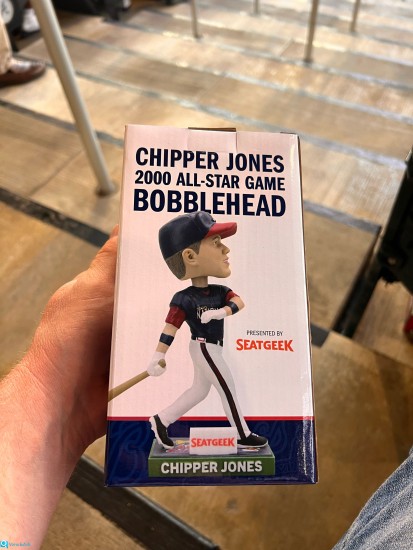 CHIPPER JONES
2000 ALL-STAR GAME
BOBBLEHEAD
PRESENTED BY
SEATGEEK
SEATGEEK
CHIPPER JONES